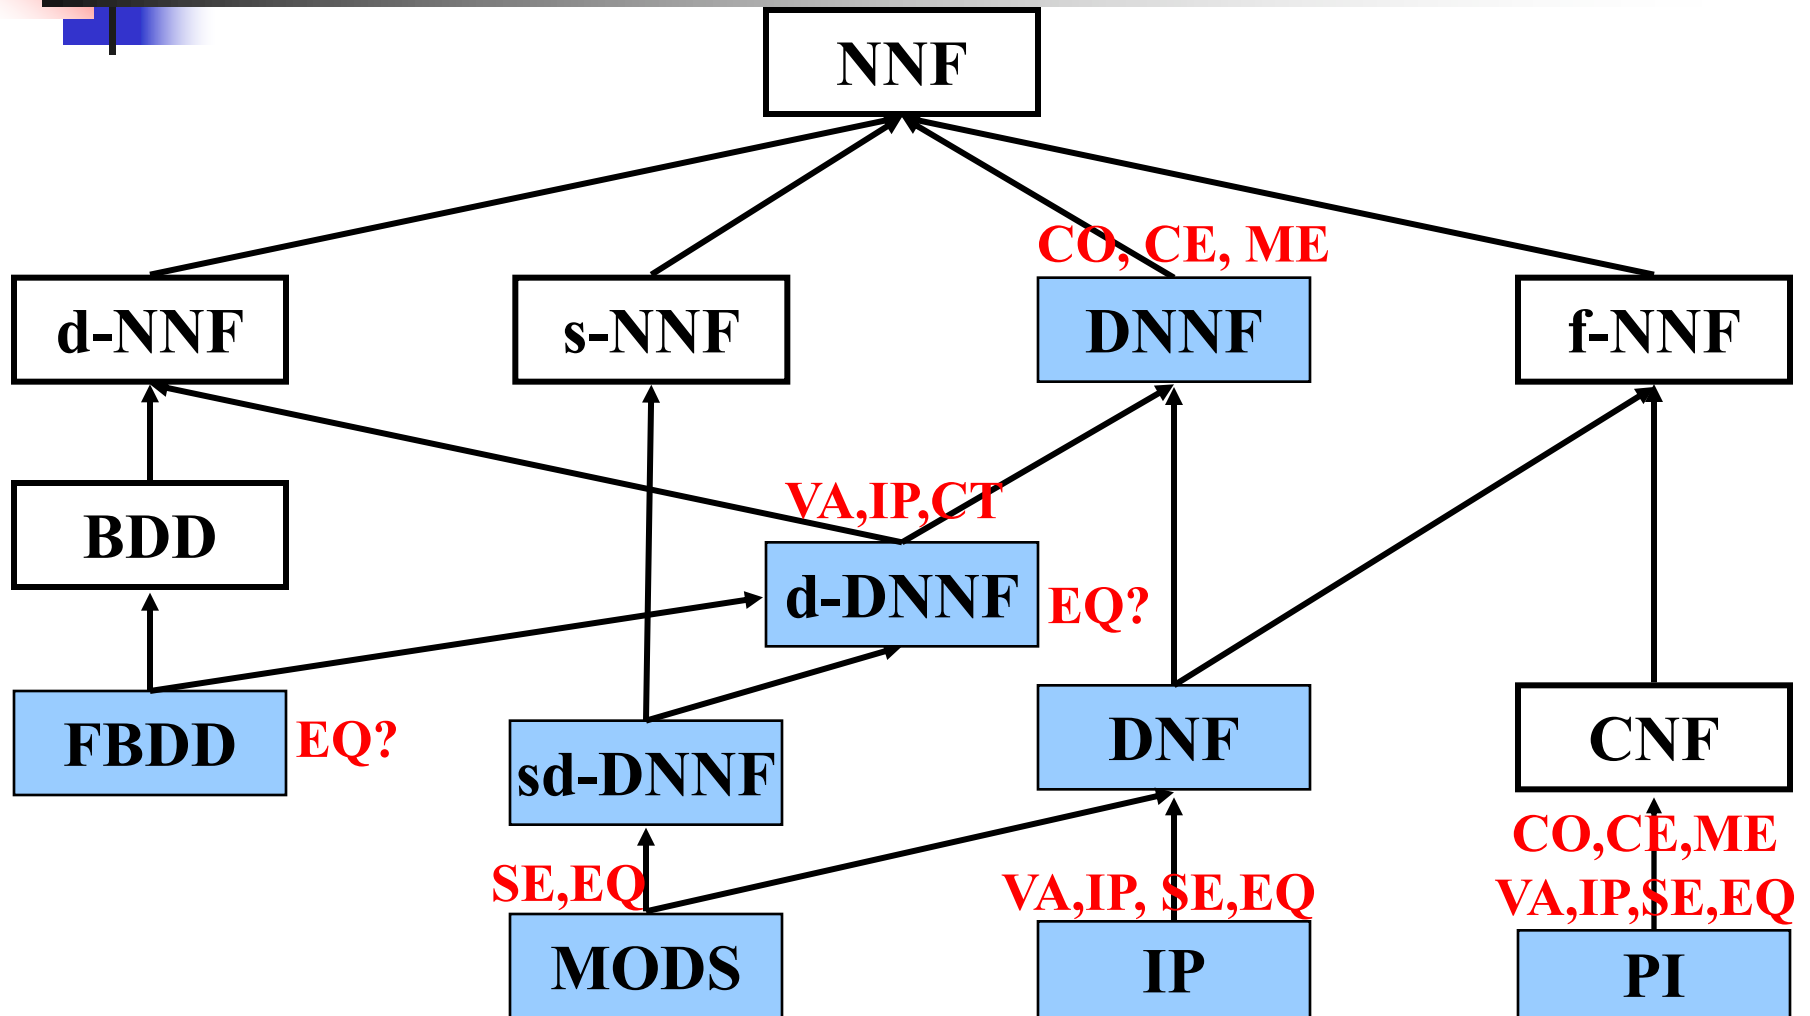 NNF
CO, CE, ME
d-NNF
s-NNF
DNNF
f-NNF
VA,IP,CT
BDD
d-DNNF
EQ?
FBDD
EQ?
sd-DNNF
DNF
CNF
CO,CE,ME
SE,EQ
VA,IP, SE,EQ
VA,IP,SE,EQ
MODS
IP
PI